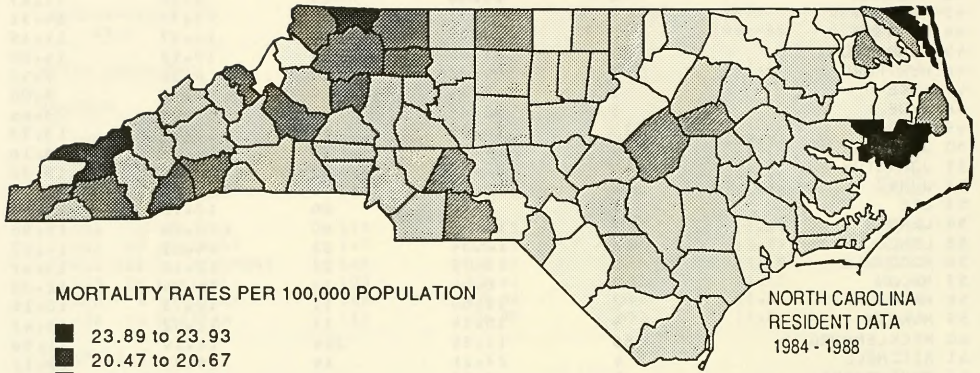 MORTALITY RATES PER 100,000 POPULATION
23.89 to 23.93
20.47 to 20.67
NORTH CAROLINA
RESIDENT DATA
1984 - 1988